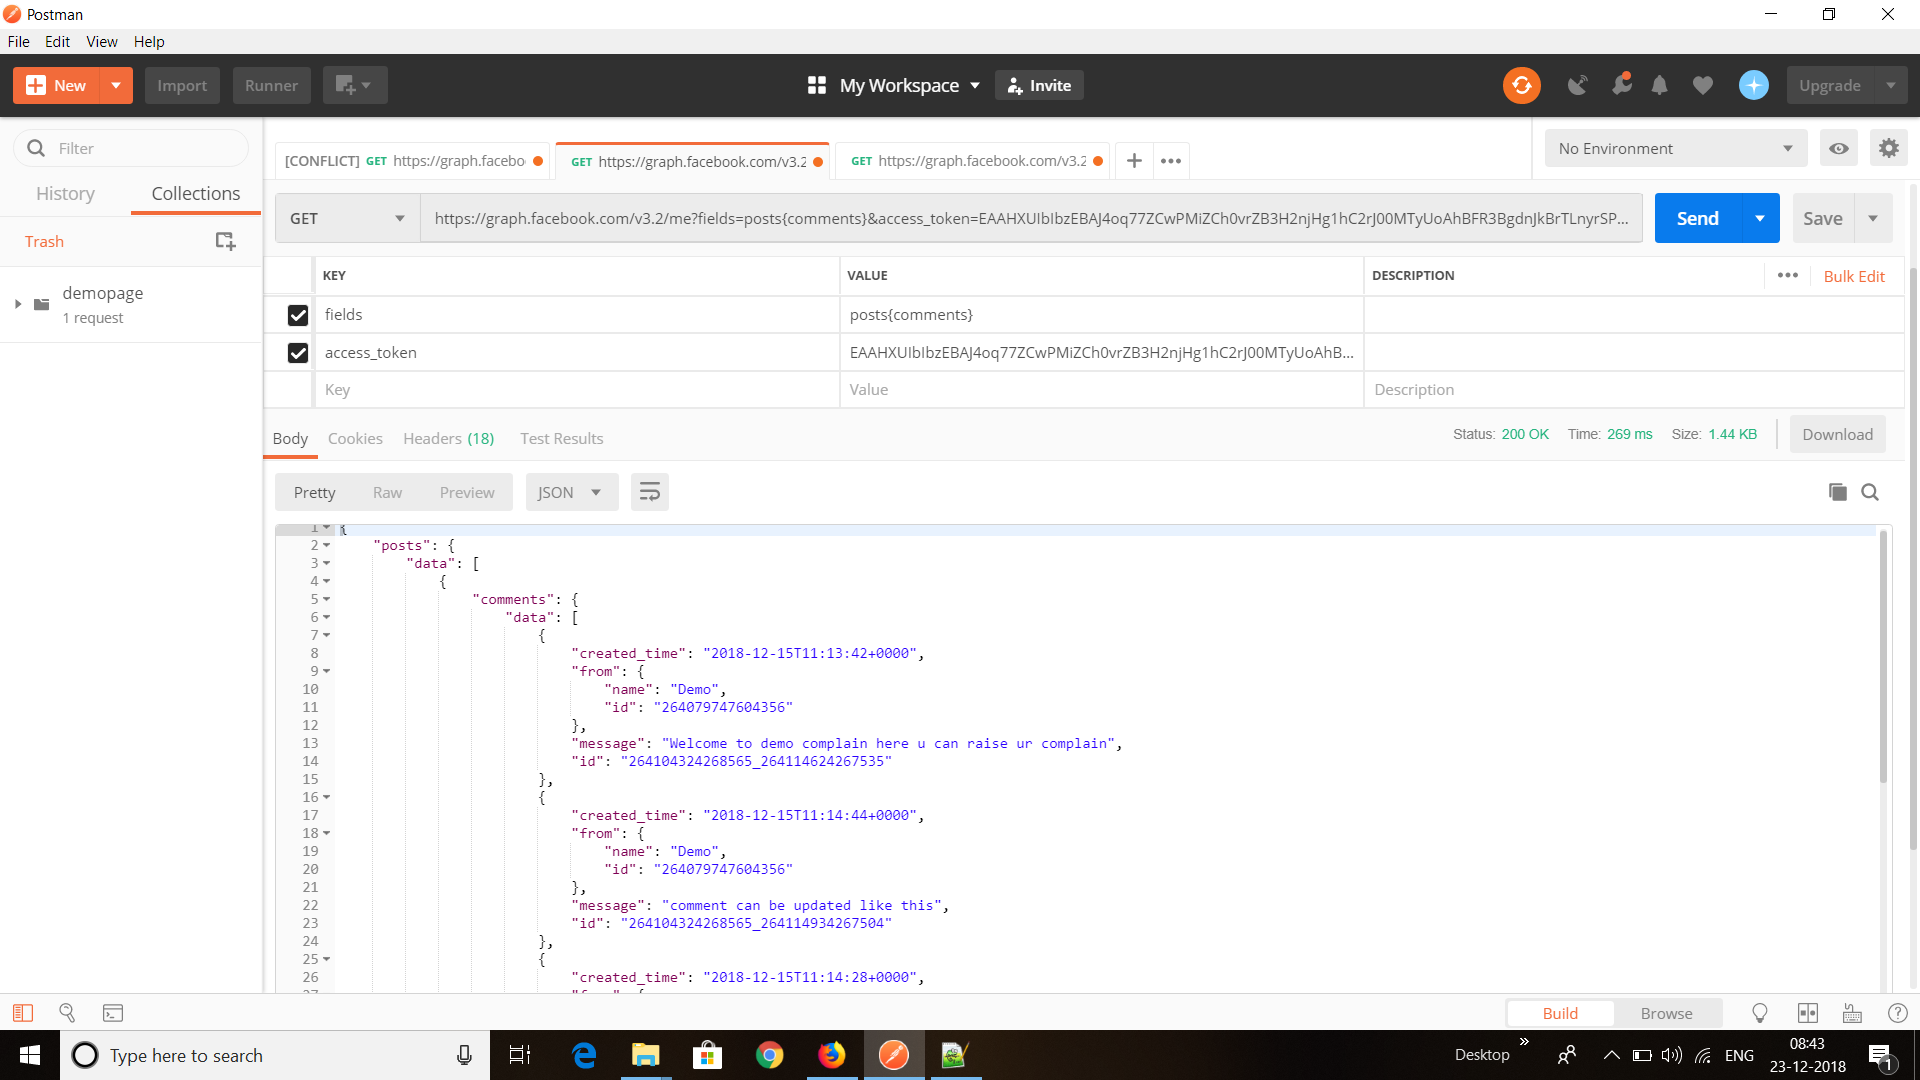 Postman
File Edit View Help
New Import Runner My Workspace Invite Upgrade
Filter
History Collections
Trash
demopage
1 request
[CONFLICT] GET https://graph.facebo GET https://graph.facebook.com/v3.2 GET https://graph.facebook.com/v3.2 + •••
No Environment
GET https://graph.facebook.com/v3.2/me?fields=posts{comments}&access_token=EAAHXUIbIbzEBAJ4oq77ZCwPMiZCh0vrZB3H2njHg1hC2rJ00MTyUoAhBFR3BgdnJkBrTLnyrSP... Send Save
KEY VALUE DESCRIPTION ••• Bulk Edit
fields posts{comments}
access_token EAAHXUIbIbzEBAJ4oq77ZCwPMiZCh0vrZB3H2njHg1hC2rJ00MTyUoAhB...
Key Value Description
Body Cookies Headers (18) Test Results Status: 200 OK Time: 269 ms Size: 1.44 KB Download
Pretty Raw Preview JSON
1 {
2 "posts": {
3 "data": [
4 {
5 "comments": {
6 "data": [
7 {
8 "created_time": "2018-12-15T11:13:42+0000",
9 "from": {
10 "name": "Demo",
11 "id": "264079747604356"
12 },
13 "message": "Welcome to demo complain here u can raise ur complain",
14 "id": "264104324268565_264114624267535"
15 },
16 {
17 "created_time": "2018-12-15T11:14:44+0000",
18 "from": {
19 "name": "Demo",
20 "id": "264079747604356"
21 },
22 "message": "comment can be updated like this",
23 "id": "264104324268565_264114934267504"
24 },
25 {
26 "created_time": "2018-12-15T11:14:28+0000",
Build Browse
Type here to search Desktop ENG 08:43
23-12-2018 1